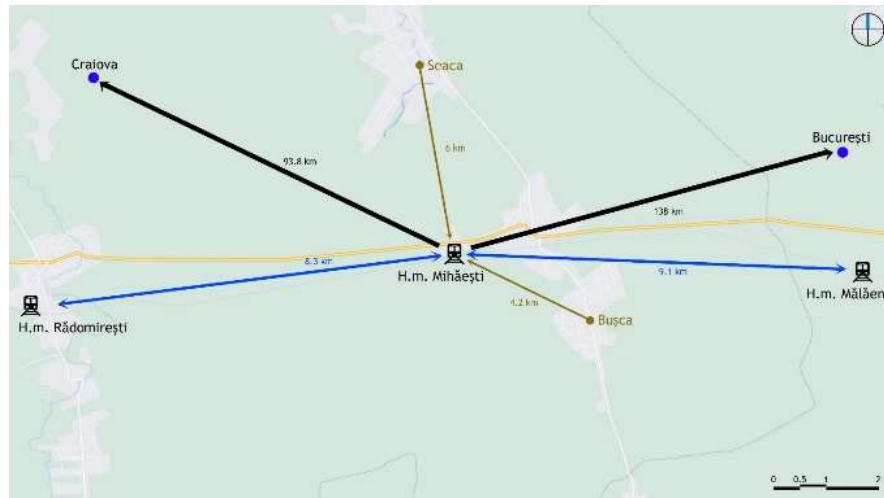 Craiova
Seaca
București
93.8 km
6 km
138 km
8.3 km
H.m. Mihăești
9.1 km
H.m. Rădomirești
4.2 km
Bușca
H.m. Mălăen
0 0.5 1 2